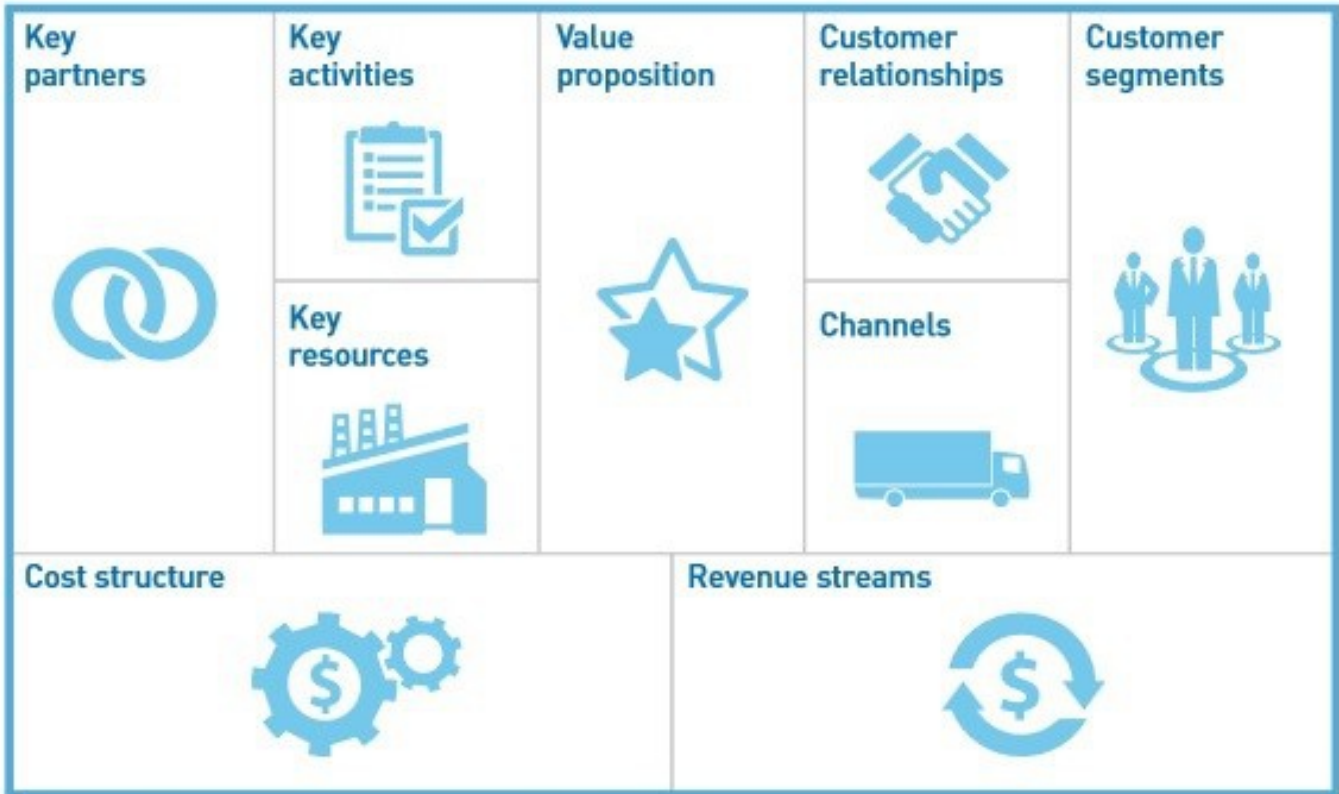 Key
partners
Key
activities
Value
proposition
Customer
relationships
Customer
segments
Key
resources
Channels
Cost structure
$
Revenue streams
$